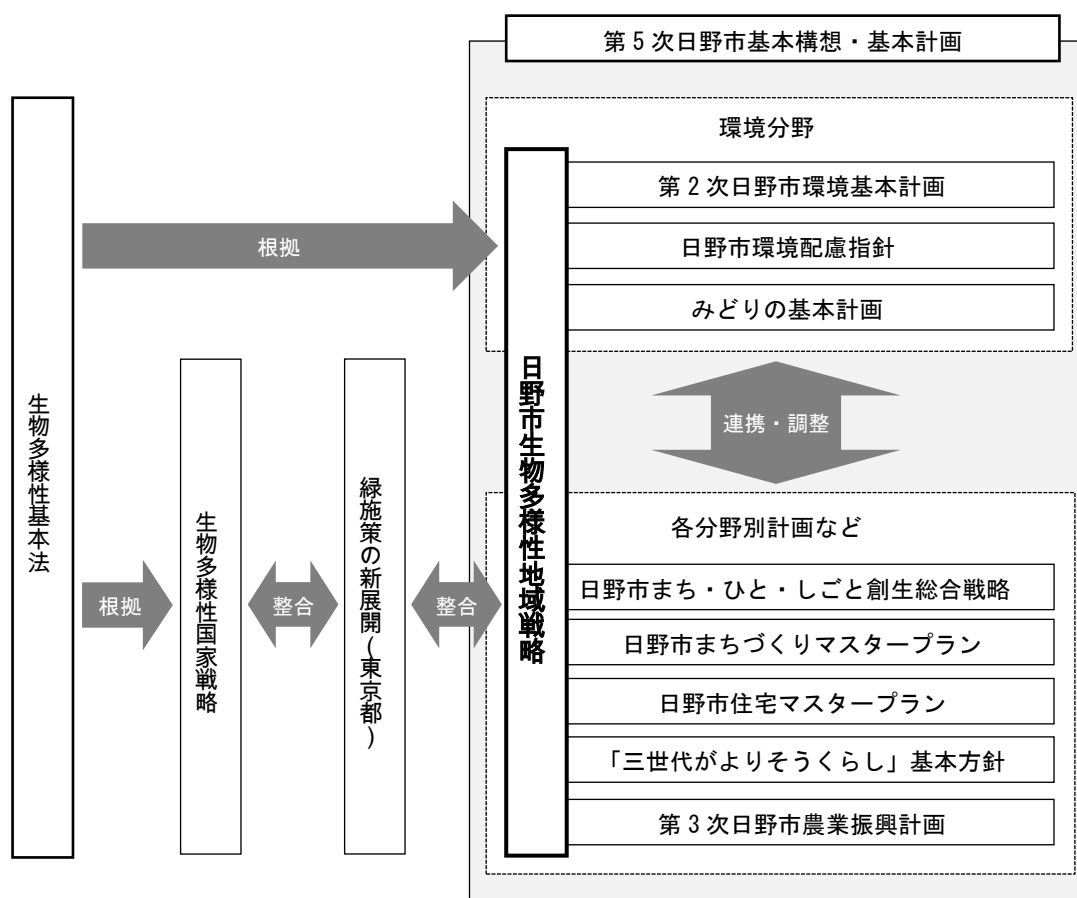 第5次日野市基本構想・基本計画
環境分野
第2次日野市環境基本計画
日野市環境配慮指針
みどりの基本計画
根拠
連携・調整
生物多様性基本法
根拠
生物多様性国家戦略
整合
緑施策の新展開(東京都)
整合
日野市生物多様性地域戦略
各分野別計画など
日野市まち・ひと・しごと創生総合戦略
日野市まちづくりマスタープラン
日野市住宅マスタープラン
「三世代がよりそうくらし」基本方針
第3次日野市農業振興計画